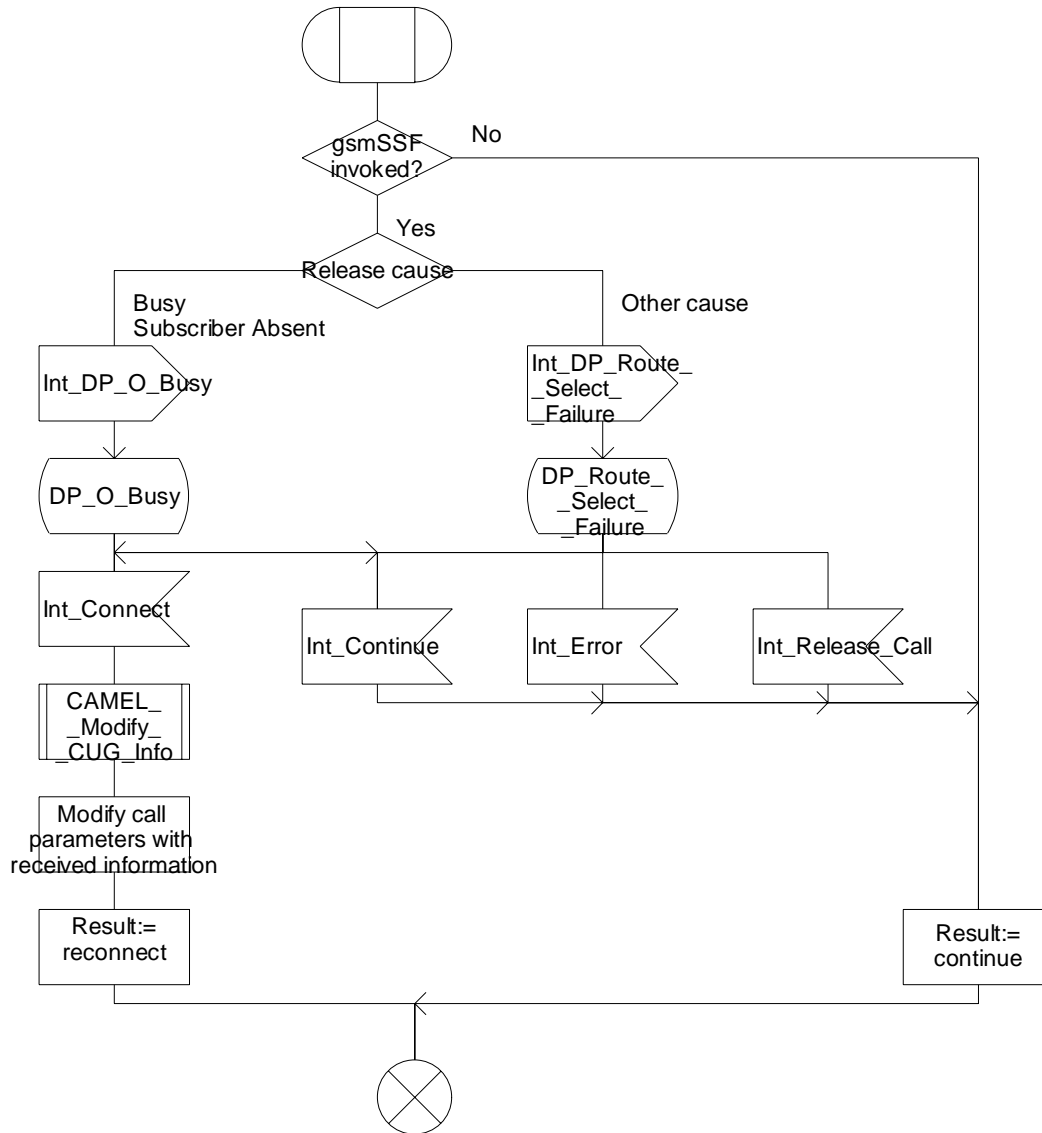 gsmSSF
invoked?
No
Yes
Release cause
Busy
Subscriber Absent
Other cause
Int_DP_O_Busy
Int_DP_Route_
_Select_
_Failure
DP_O_Busy
DP_Route_
_Select_
_Failure
Int_Connect
Int_Continue
Int_Error
Int_Release_Call
CAMEL_
_Modify_
_CUG_Info
Modify call
parameters with
received information
Result:=
reconnect
Result:=
continue